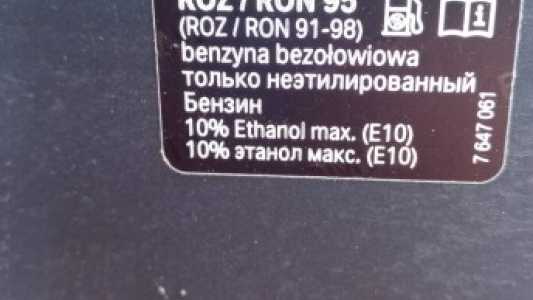 ROZ / RON 95
(ROZ / RON 91-98)
benzyna bezołowiowa
только неэтилированный
Бензин
10% Ethanol max. (E10)
10% этанол макс. (E10)
7 647 061